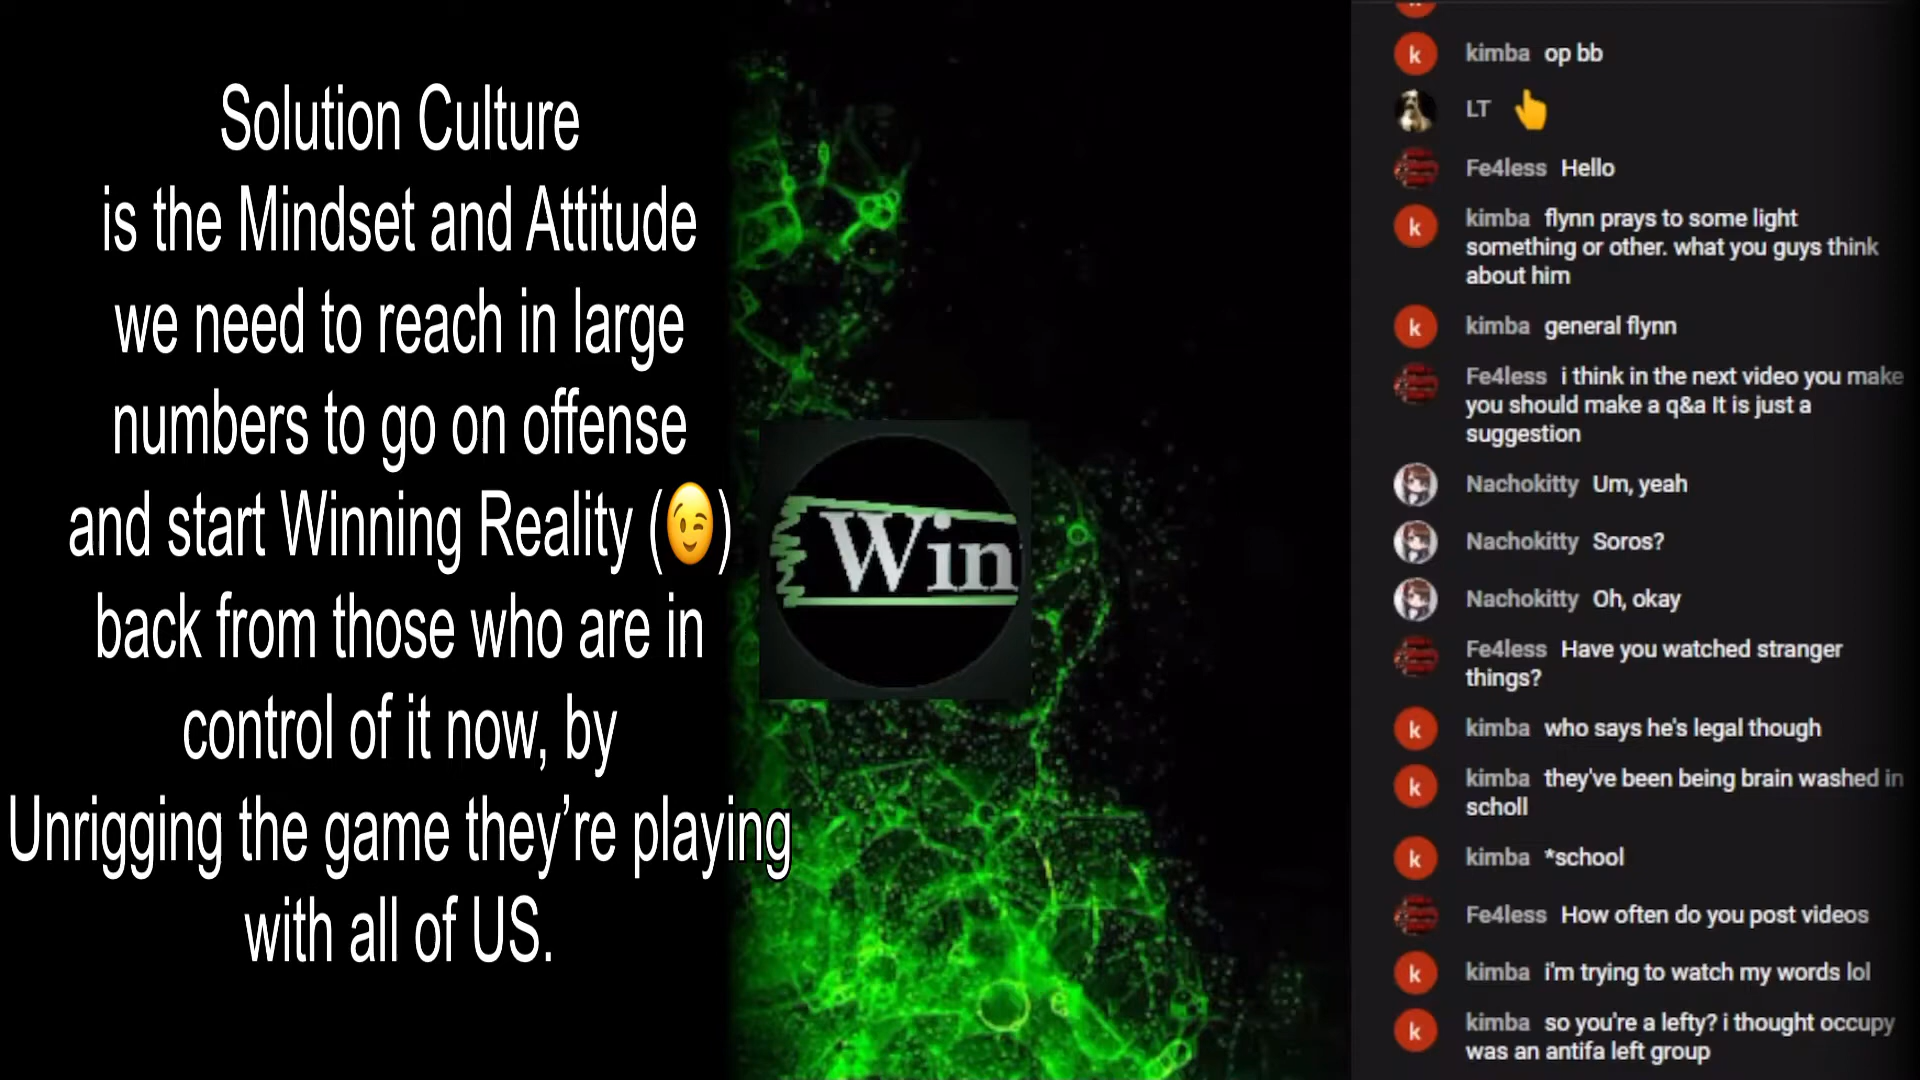 Solution Culture
is the Mindset and Attitude
we need to reach in large
numbers to go on offense
and start Winning Reality (😉)
back from those who are in
control of it now, by
Unrigging the game they're playing
with all of US.
Win
k
kimba op bb
LT 👆
Fe4less Hello
k
kimba flynn prays to some light
something or other. what you guys think
about him
k
kimba general flynn
Fe4less i think in the next video you make
you should make a q&a It is just a
suggestion
Nachokitty Um, yeah
Nachokitty Soros?
Nachokitty Oh, okay
Fe4less Have you watched stranger
things?
k
kimba who says he's legal though
k
kimba they've been being brain washed in
scholl
k
kimba *school
Fe4less How often do you post videos
k
kimba i'm trying to watch my words lol
k
kimba so you're a lefty? i thought occupy
was an antifa left group